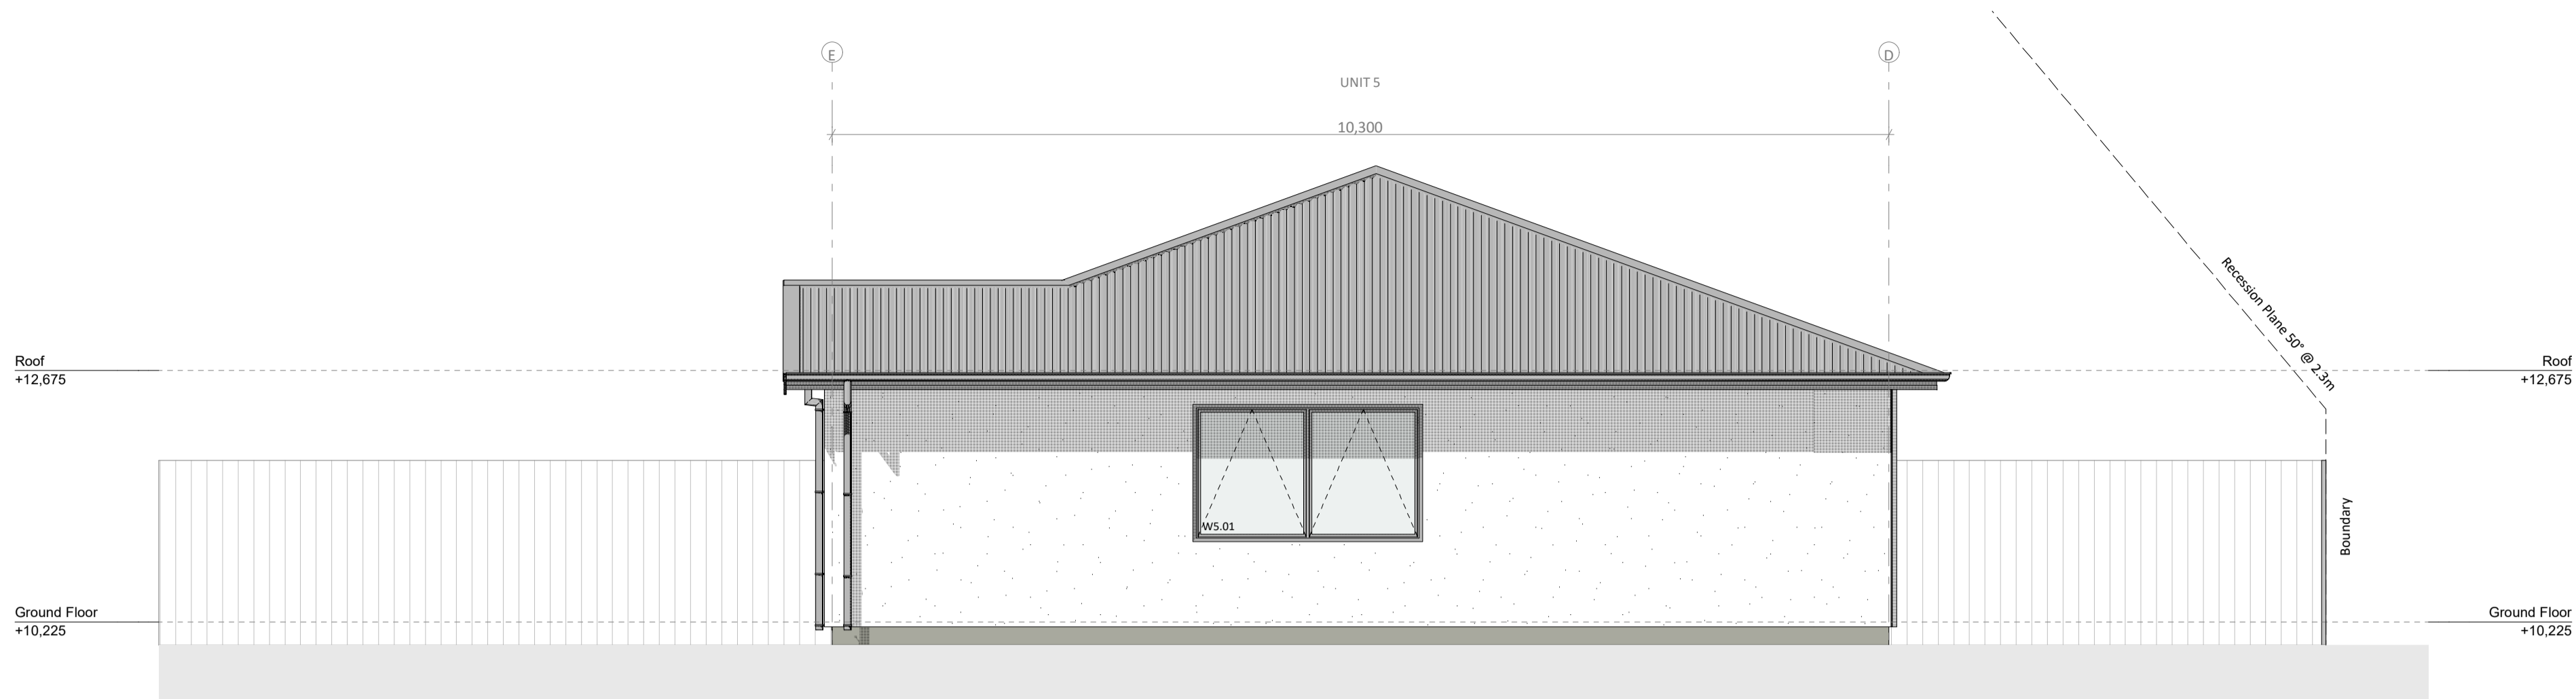 E
D
UNIT 5
10,300
Recession Plane 50° @ 2.3m
Roof
+12,675
Roof
+12,675
W5.01
Boundary
Ground Floor
+10,225
Ground Floor
+10,225